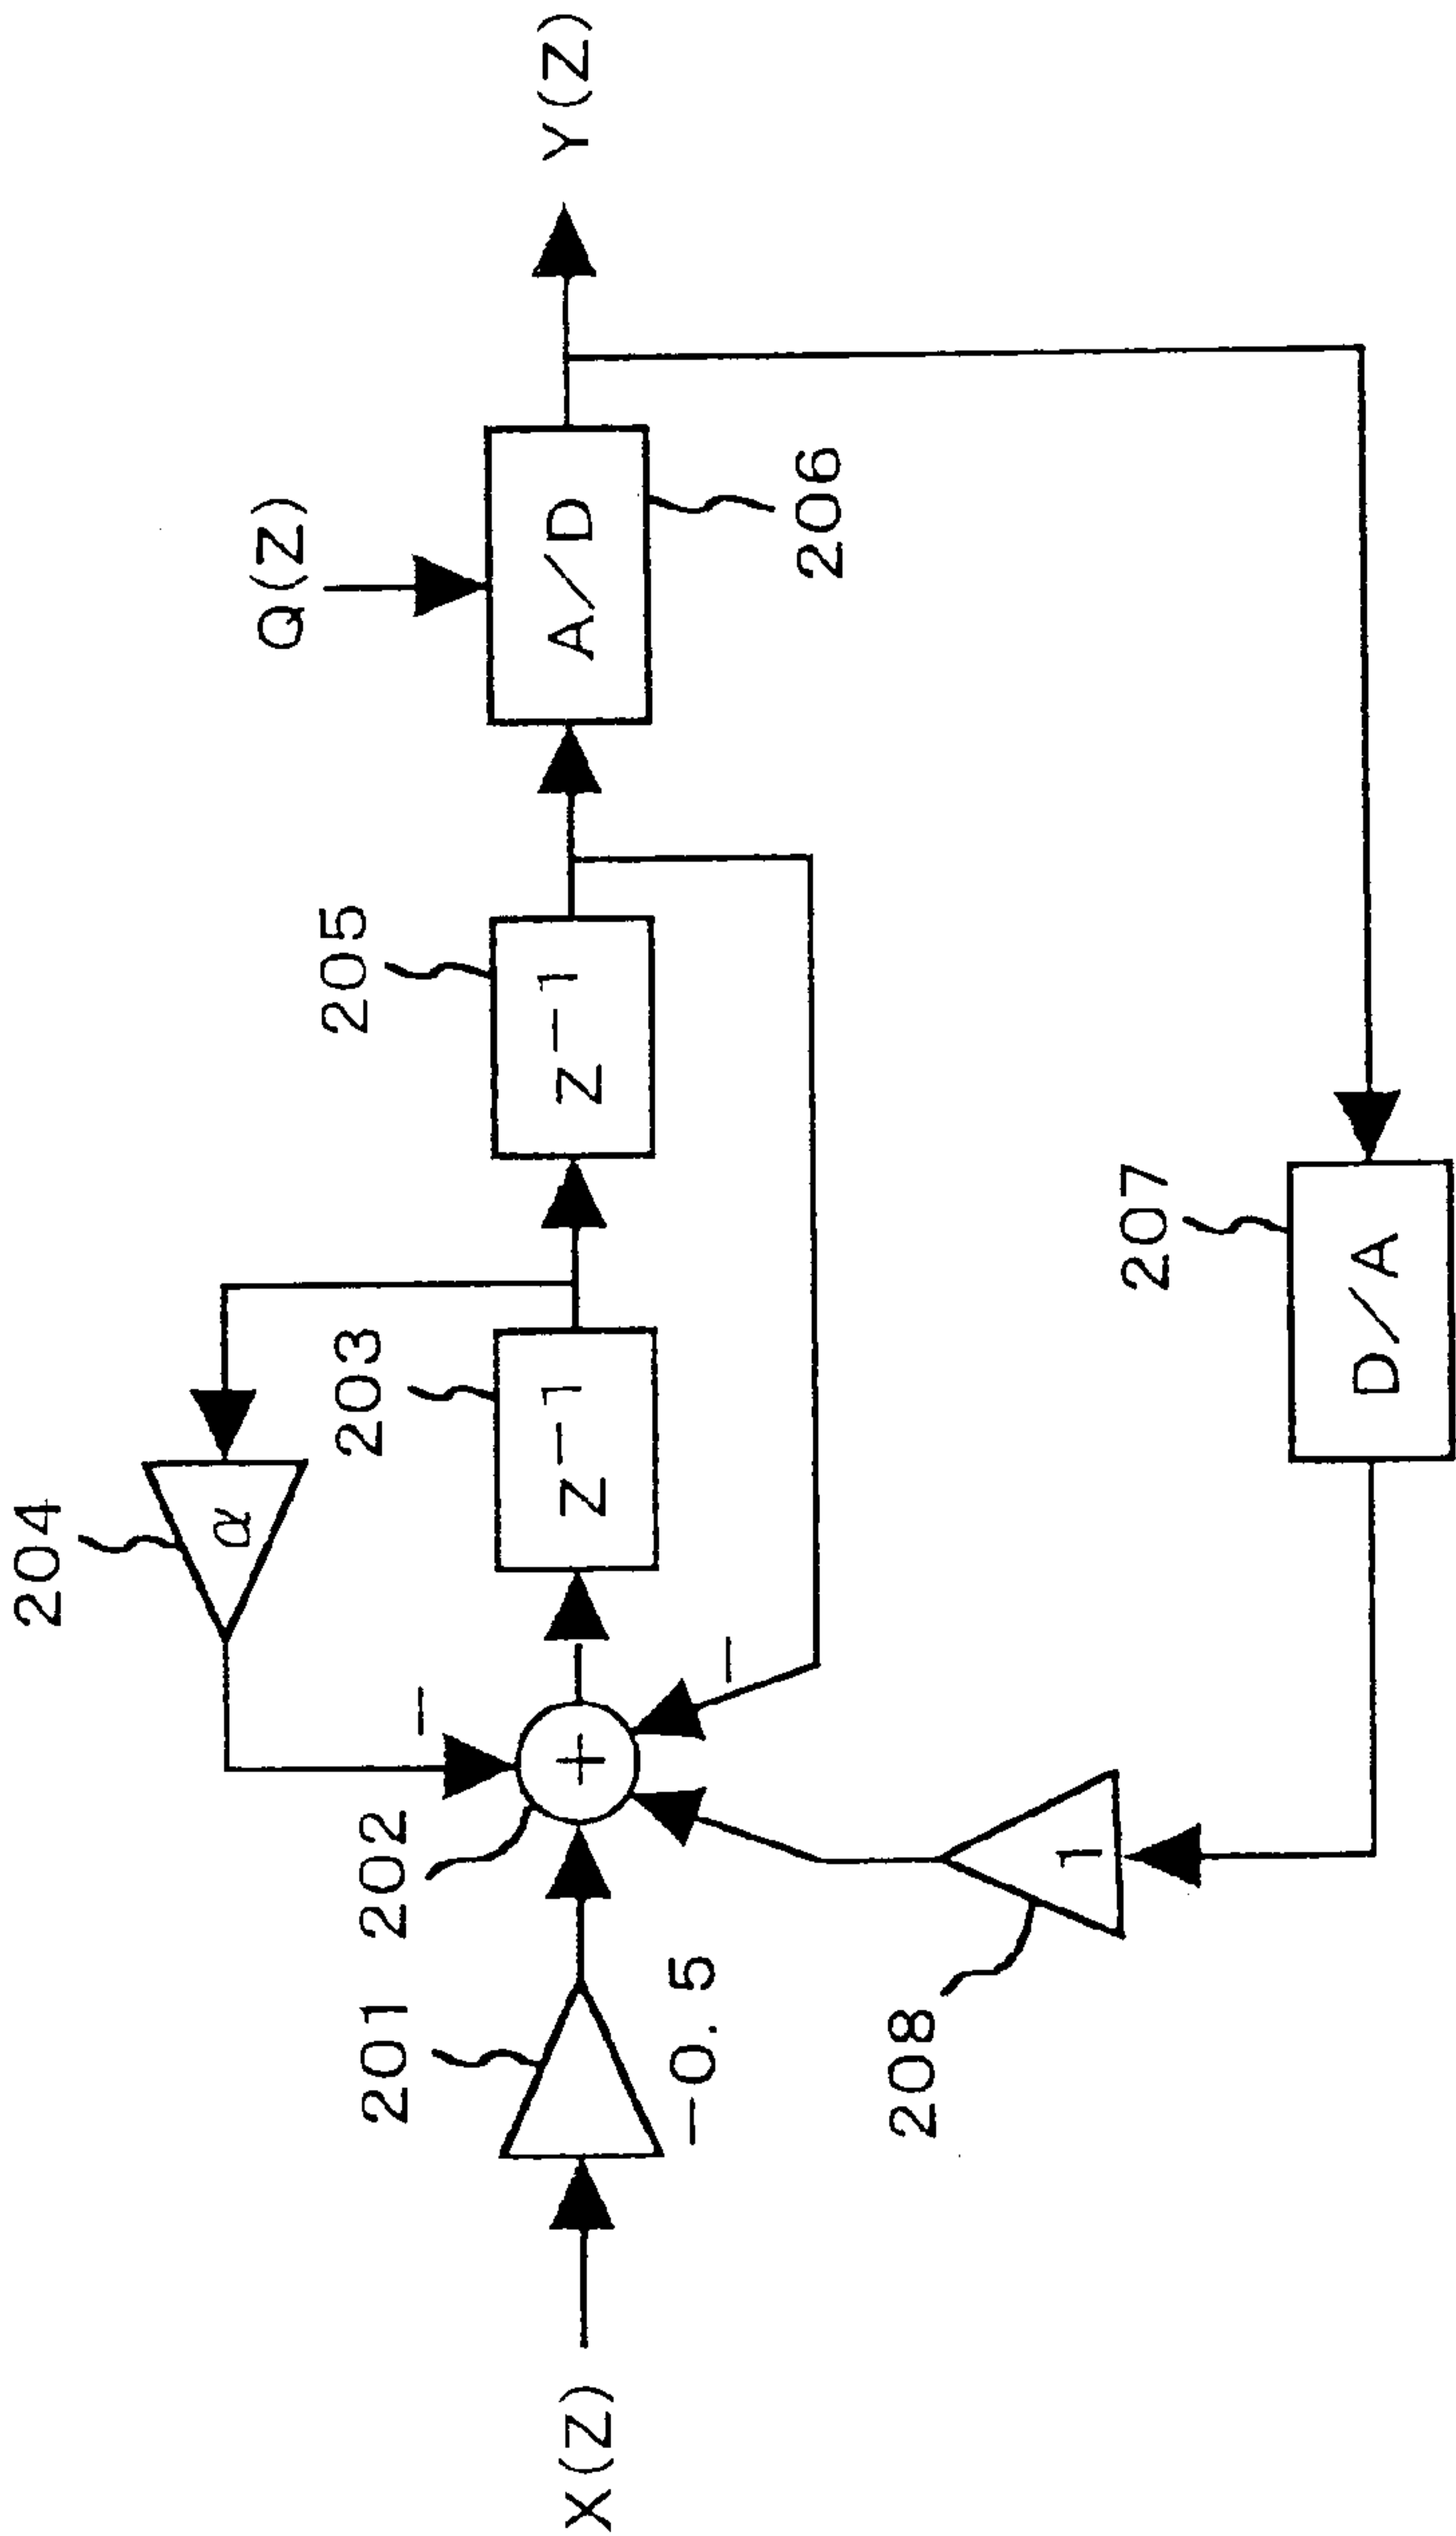 204
α
203
Z⁻¹
205
Z⁻¹
Q(Z)
A/D
206
Y(Z)
X(Z)
201
-0.5
202
+
−
−
208
1
207
D/A